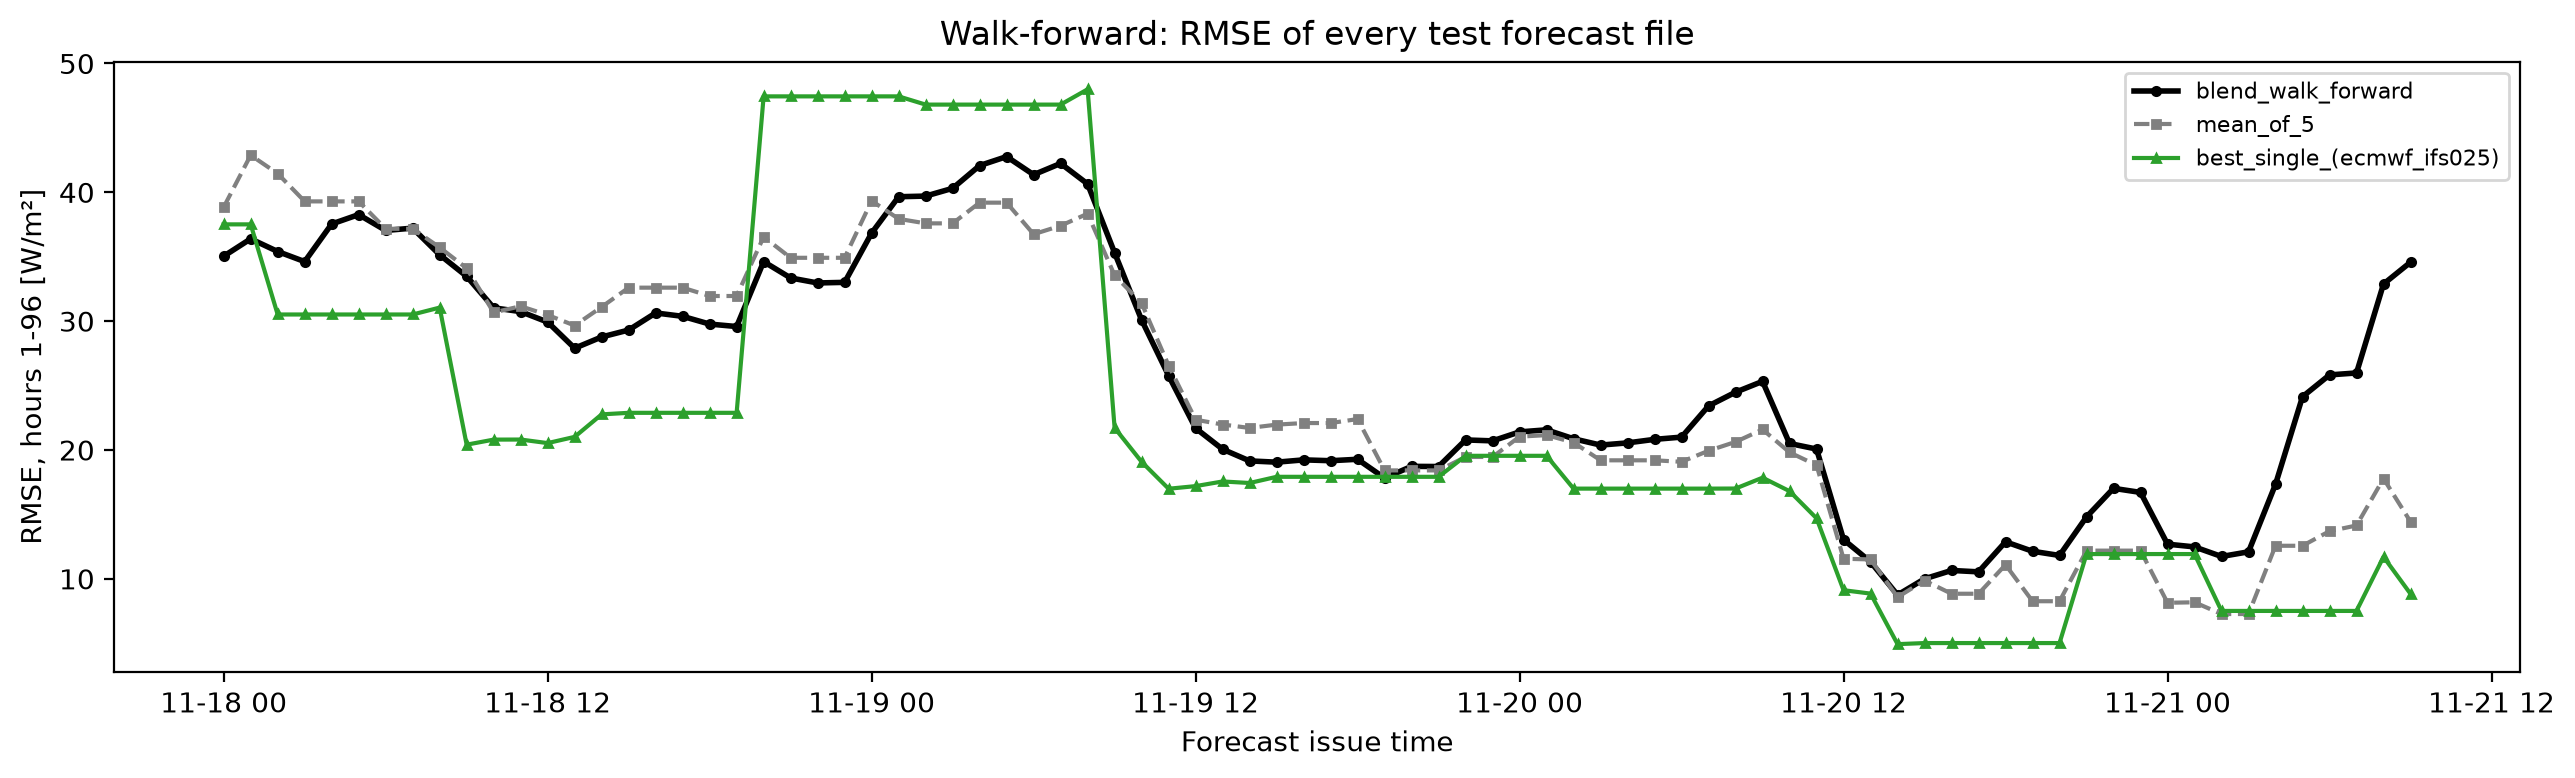 Walk-forward: RMSE of every test forecast file
RMSE, hours 1-96 [W/m²]
50
40
30
20
10
blend_walk_forward
mean_of_5
best_single_(ecmwf_ifs025)
11-18 00
11-18 12
11-19 00
11-19 12
11-20 00
11-20 12
11-21 00
11-21 12
Forecast issue time